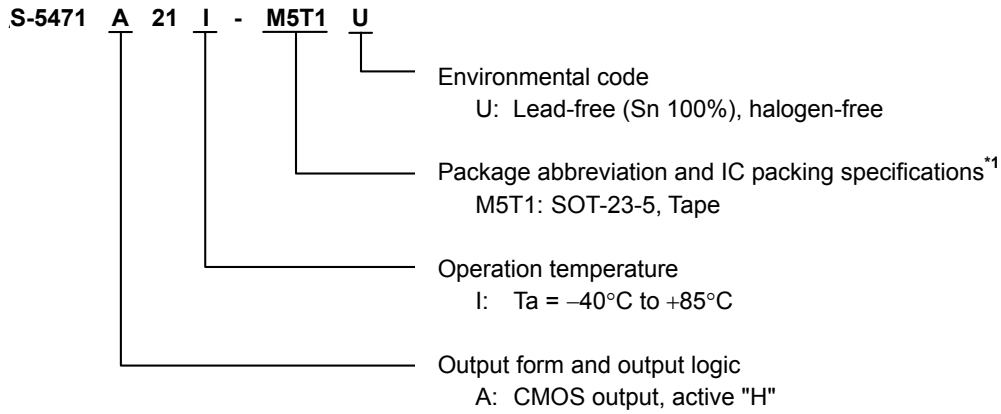 S-5471 A 21 I - M5T1 U
Environmental code
U: Lead-free (Sn 100%), halogen-free
Package abbreviation and IC packing specifications*1
M5T1: SOT-23-5, Tape
Operation temperature
I: Ta = −40°C to +85°C
Output form and output logic
A: CMOS output, active "H"